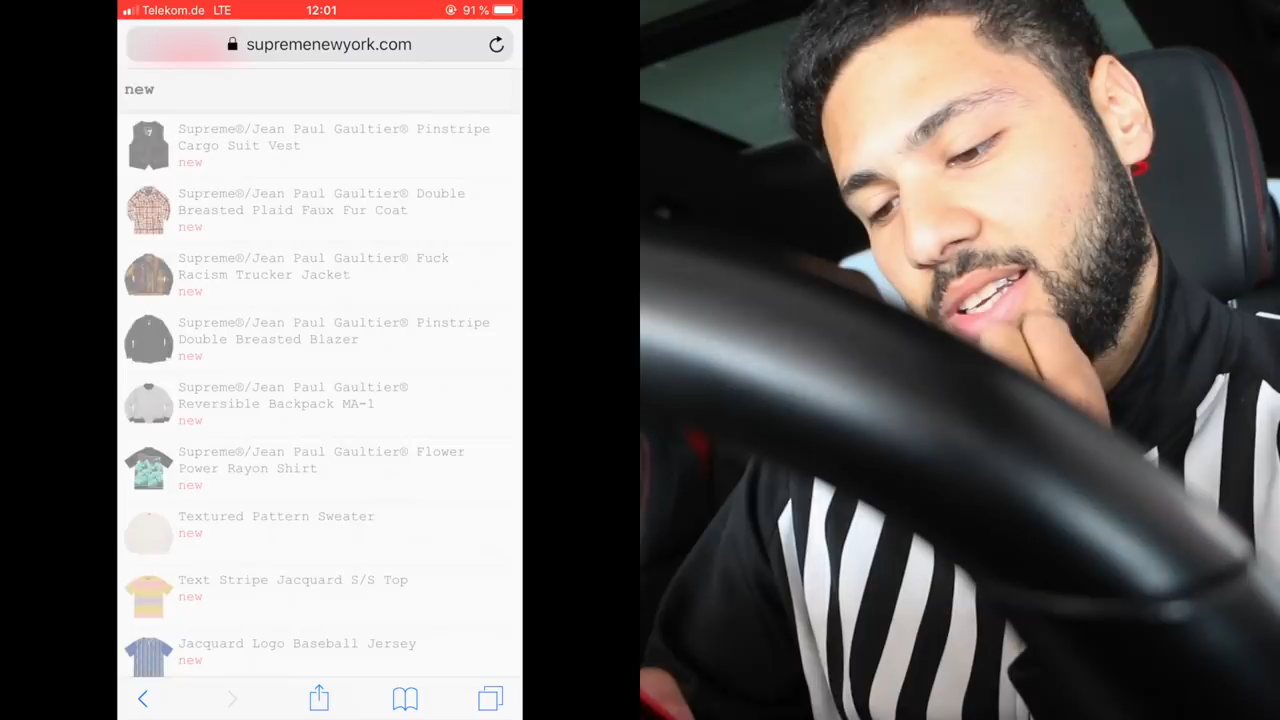 Telekom.de LTE 12:01 91 %
supremenewyork.com
new
Supreme®/Jean Paul Gaultier® Pinstripe
Cargo Suit Vest
new
Supreme®/Jean Paul Gaultier® Double
Breasted Plaid Faux Fur Coat
new
Supreme®/Jean Paul Gaultier® Fuck
Racism Trucker Jacket
new
Supreme®/Jean Paul Gaultier® Pinstripe
Double Breasted Blazer
new
Supreme®/Jean Paul Gaultier®
Reversible Backpack MA-1
new
Supreme®/Jean Paul Gaultier® Flower
Power Rayon Shirt
new
Textured Pattern Sweater
new
Text Stripe Jacquard S/S Top
new
Jacquard Logo Baseball Jersey
new